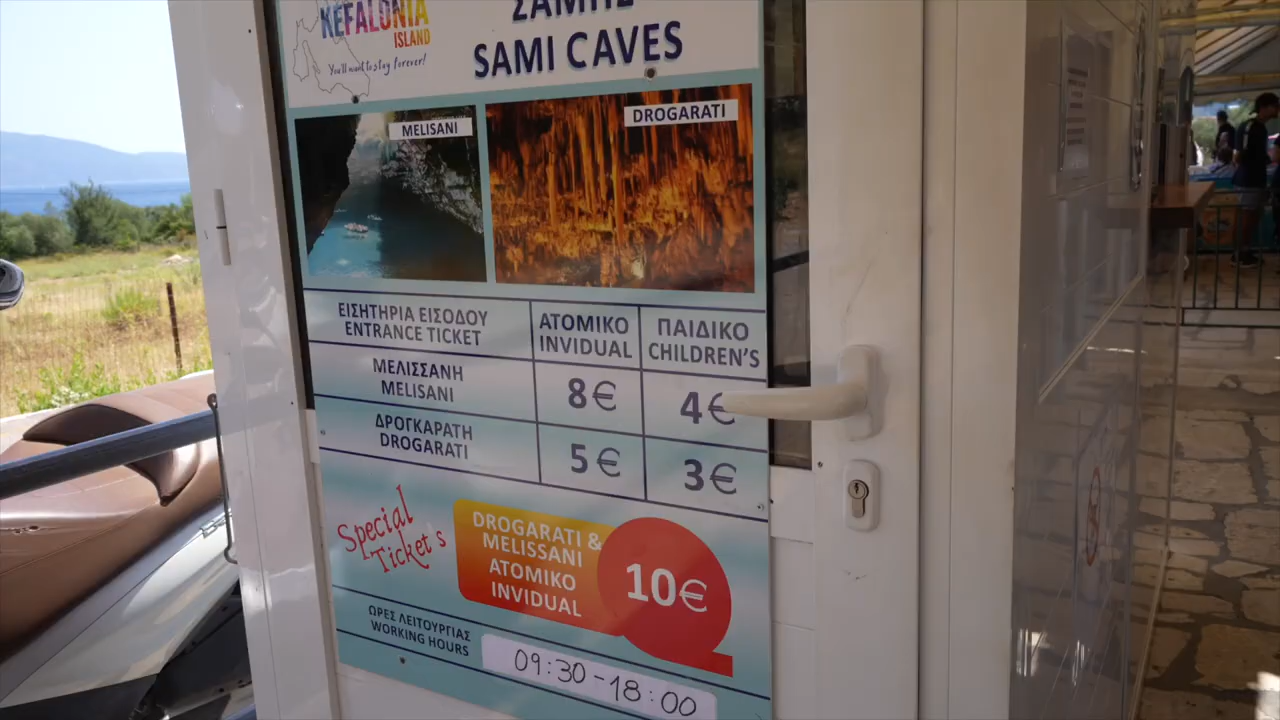 KEFALONIA
ISLAND
You'll want to stay forever!
ΣΑΜΗΣ
SAMI CAVES
MELISANI
DROGARATI
ΕΙΣΗΤΗΡΙΑ ΕΙΣΟΔΟΥ
ENTRANCE TICKET
ΑΤΟΜΙΚΟ
INVIDUAL
ΠΑΙΔΙΚΟ
CHILDREN'S
ΜΕΛΙΣΣΑΝΗ
MELISANI
8€
4€
ΔΡΟΓΚΑΡΑΤΗ
DROGARATI
5€
3€
Special
Ticket's
DROGARATI &
MELISSANI
ΑΤΟΜΙΚΟ
INVIDUAL
10€
ΩΡΕΣ ΛΕΙΤΟΥΡΓΙΑΣ
WORKING HOURS
09:30-18:00